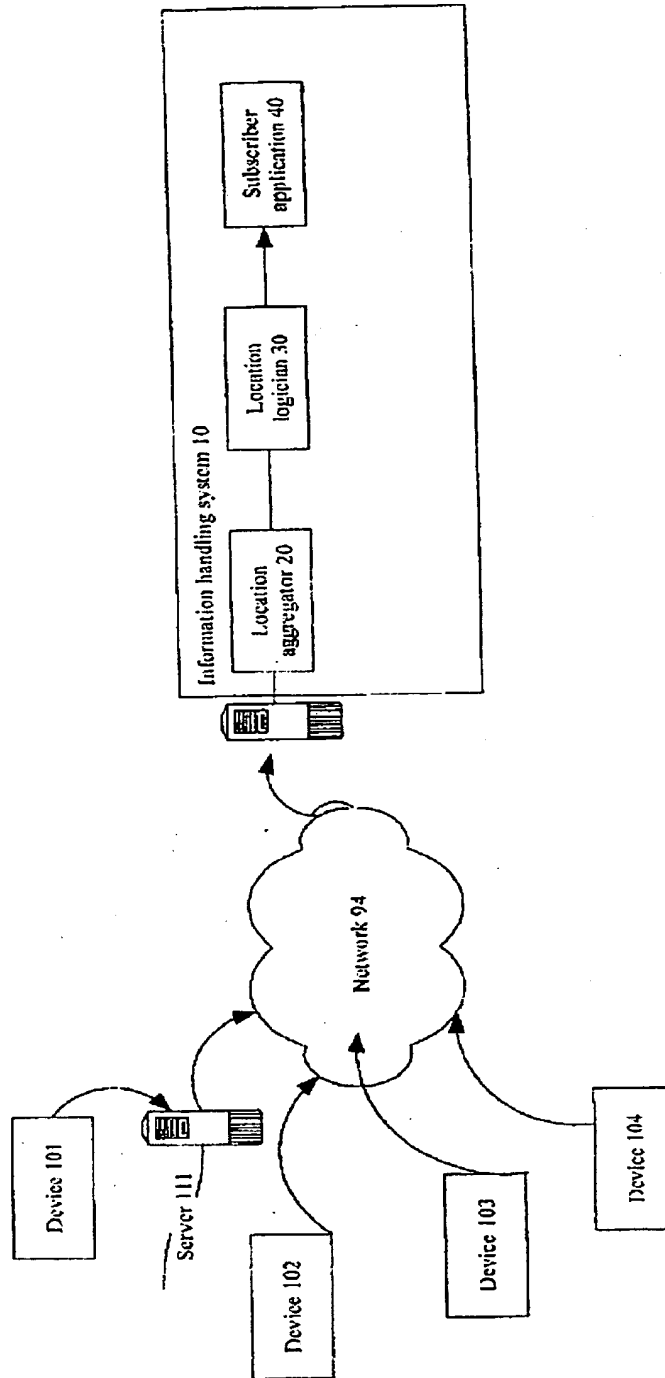 Device 101
Server 111
Device 102
Device 103
Device 104
Network 94
Information handling system 10
Location
aggregator 20
Location
logician 30
Subscriber
application 40